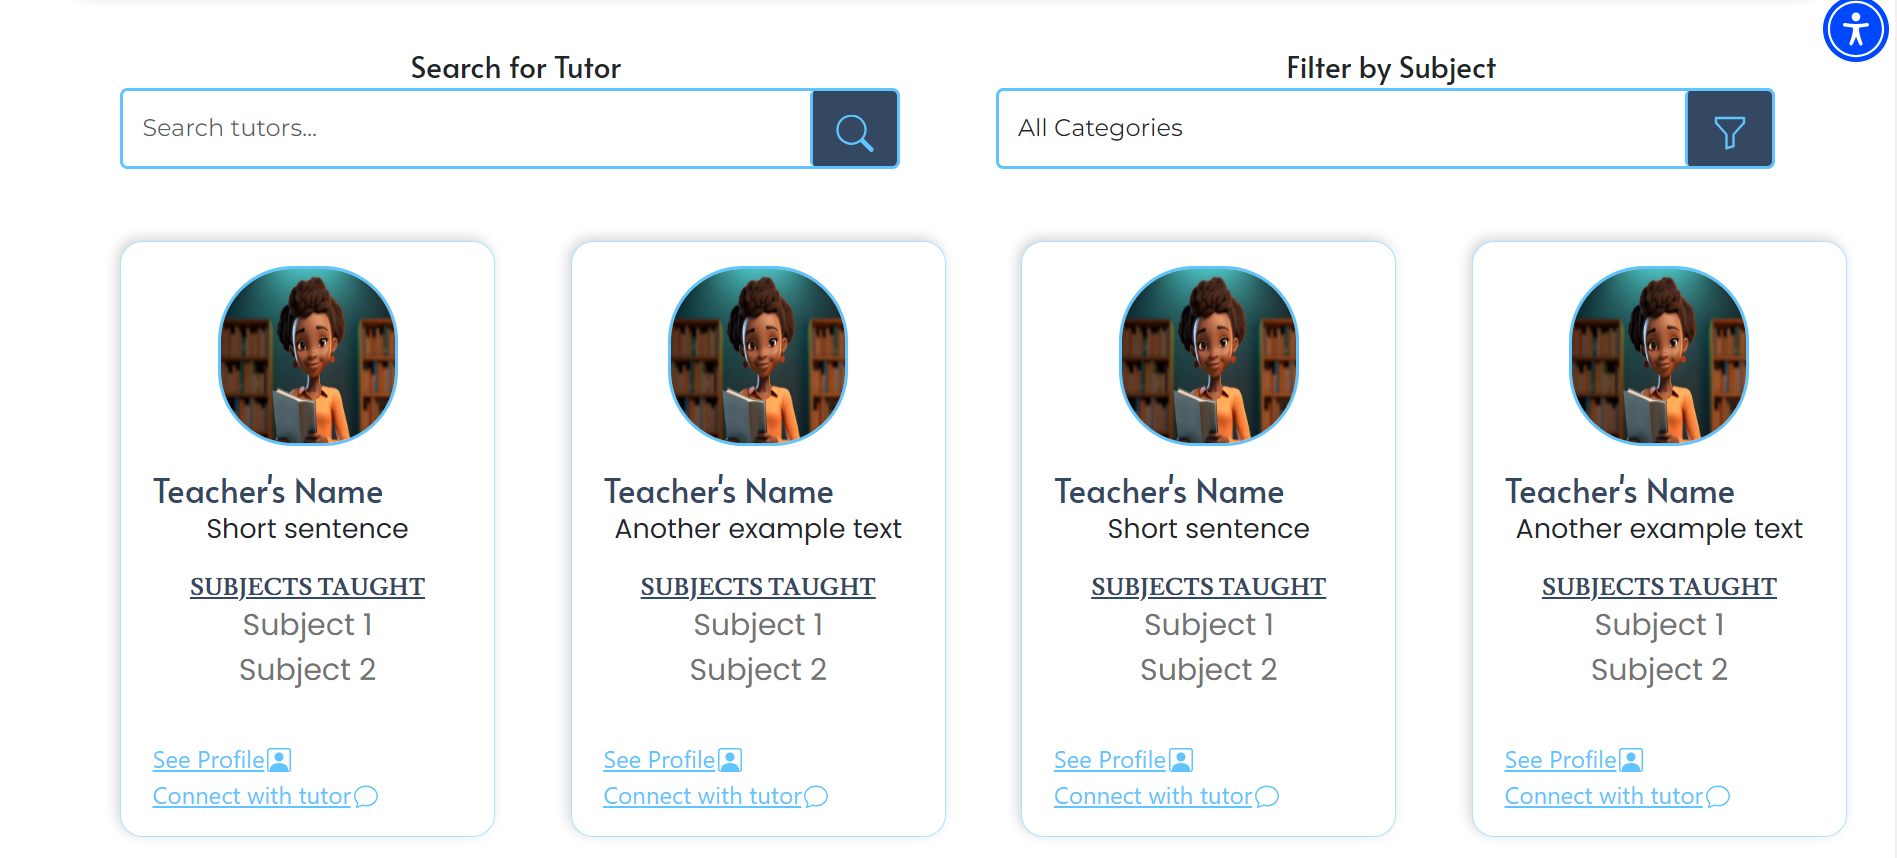 Search for Tutor
Filter by Subject
Search tutors...
All Categories
Teacher's Name
Short sentence
SUBJECTS TAUGHT
Subject 1
Subject 2
See Profile
Connect with tutor
Teacher's Name
Another example text
SUBJECTS TAUGHT
Subject 1
Subject 2
See Profile
Connect with tutor
Teacher's Name
Short sentence
SUBJECTS TAUGHT
Subject 1
Subject 2
See Profile
Connect with tutor
Teacher's Name
Another example text
SUBJECTS TAUGHT
Subject 1
Subject 2
See Profile
Connect with tutor